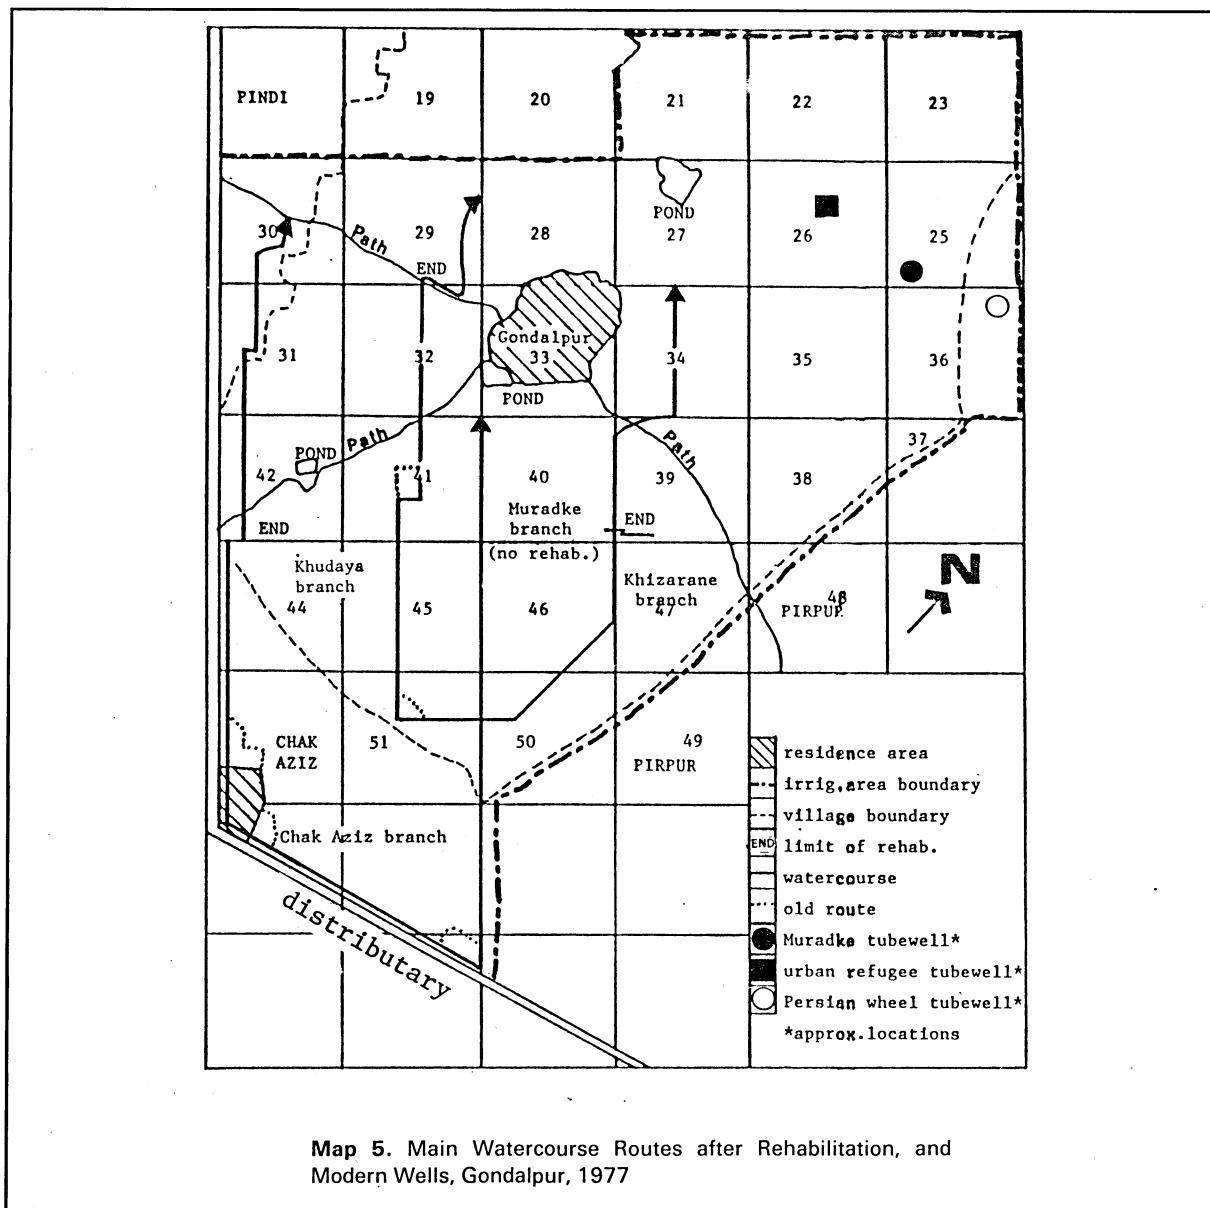 PINDI
19
20
21
22
23
POND
30
Path
29
28
27
26
25
END
Gondalpur
31
32
33
34
35
36
POND
Path
Path
37
POND
42
41
40
39
38
END
Muradke
branch
(no rehab.)
END
Khudaya
branch
Khizarane
branch
N
44
45
46
47
48
PIRPUR
CHAK
AZIZ
51
50
49
PIRPUR
Chak Aziz branch
distributary
residence area
irrig.area boundary
village boundary
END limit of rehab.
watercourse
old route
Muradke tubewell*
urban refugee tubewell*
Persian wheel tubewell*
*approx.locations
Map 5. Main Watercourse Routes after Rehabilitation, and
Modern Wells, Gondalpur, 1977